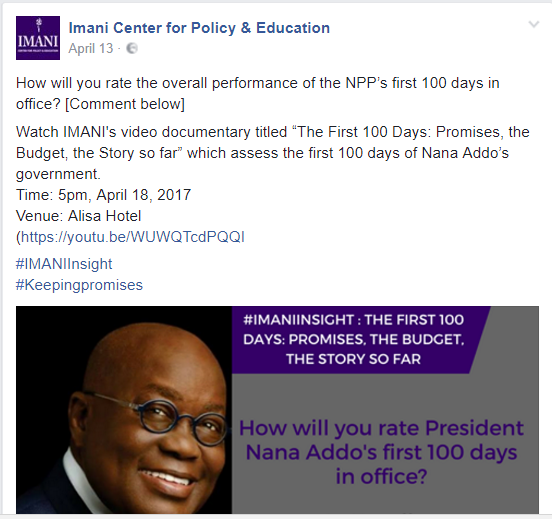 Imani Center for Policy & Education
IMANI
April 13 ·
How will you rate the overall performance of the NPP's first 100 days in
office? [Comment below]
Watch IMANI's video documentary titled “The First 100 Days: Promises, the
Budget, the Story so far” which assess the first 100 days of Nana Addo’s
government.
Time: 5pm, April 18, 2017
Venue: Alisa Hotel
(https://youtu.be/WUWQTcdPQQI
#IMANIInsight
#Keepingpromises
#IMANIINSIGHT : THE FIRST 100
DAYS: PROMISES, THE BUDGET,
THE STORY SO FAR
How will you rate President
Nana Addo's first 100 days
in office?